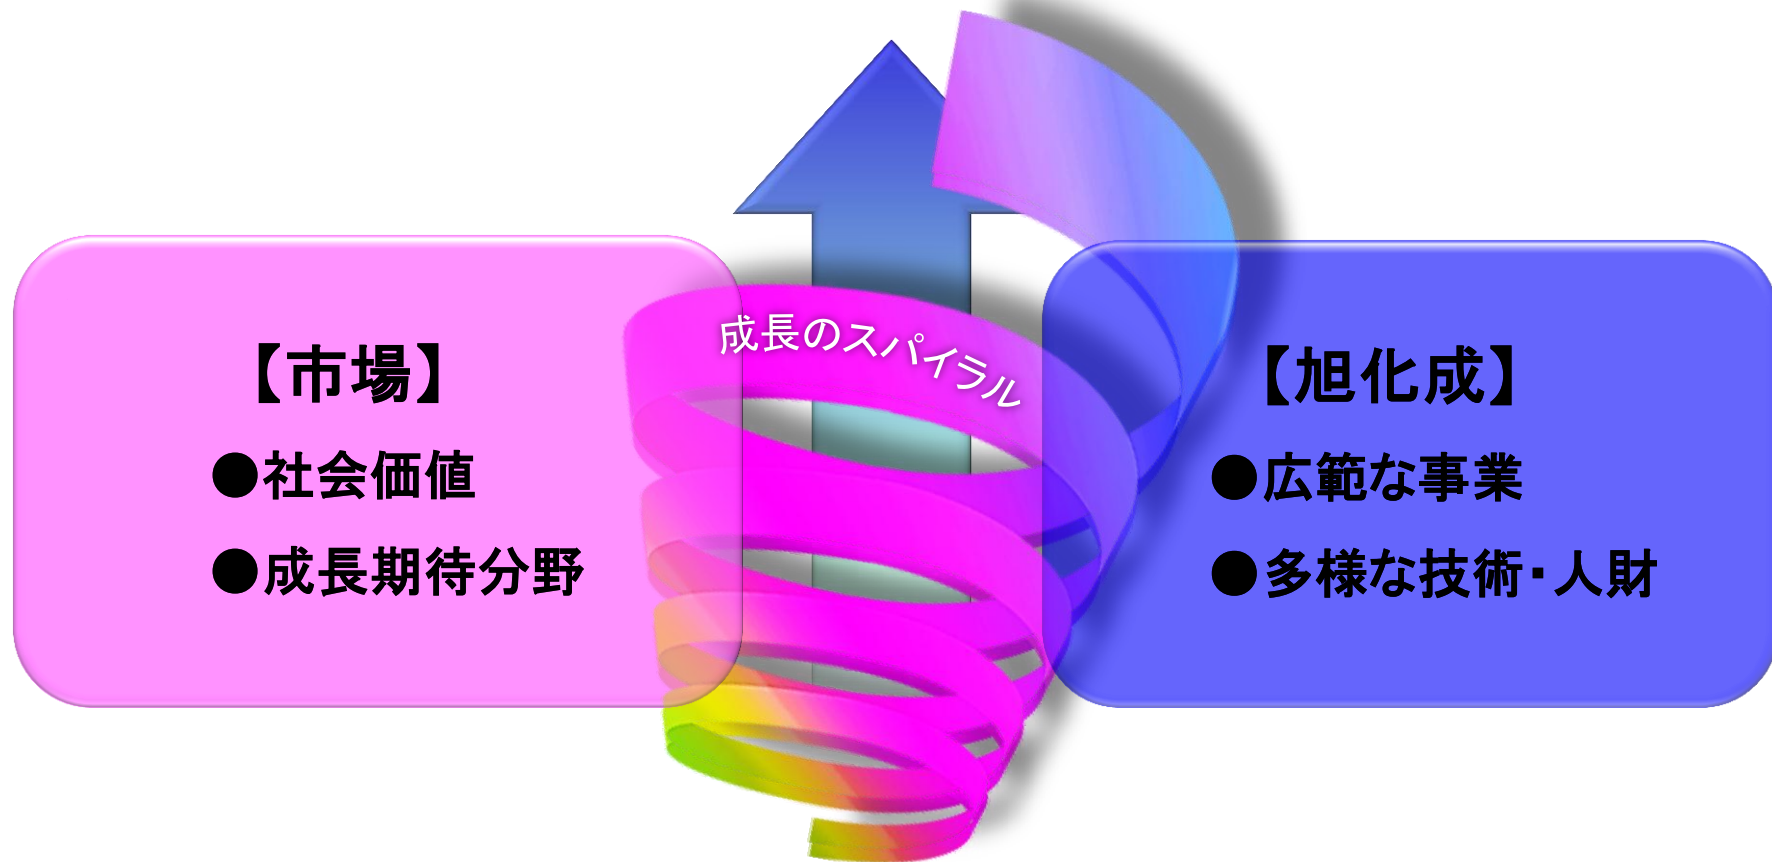 成長のスパイラル
【市場】
●社会価値
●成長期待分野
【旭化成】
●広範な事業
●多様な技術・人財